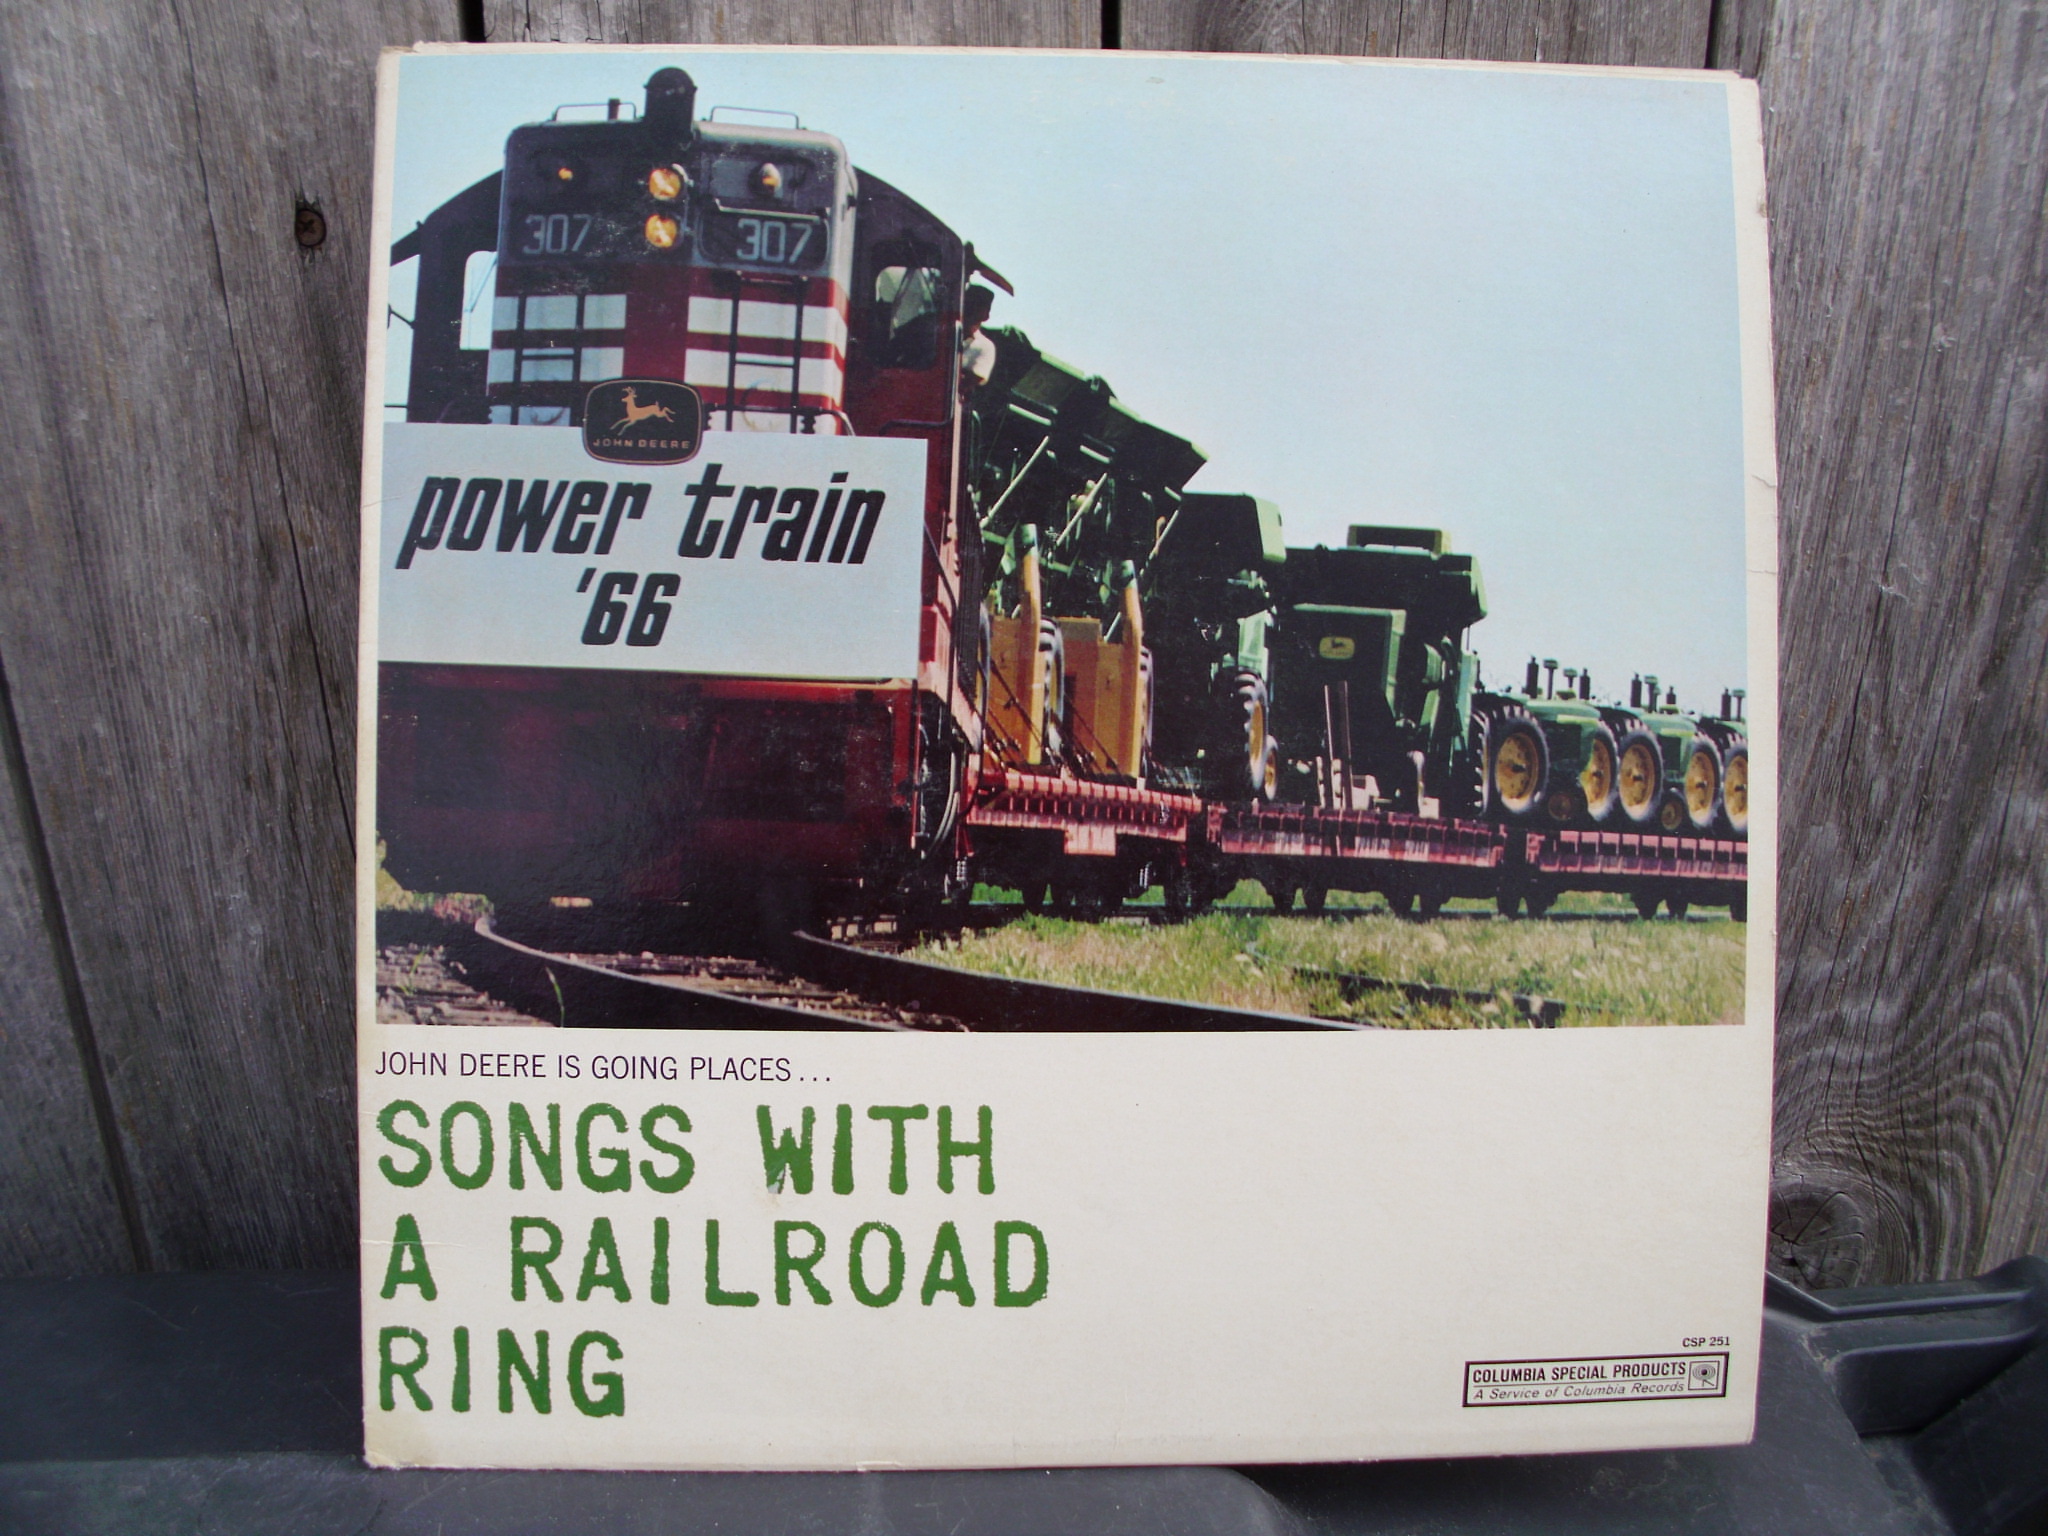 307 307
JOHN DEERE
power train
'66
JOHN DEERE IS GOING PLACES...
SONGS WITH
A RAILROAD
RING
CSP 251
COLUMBIA SPECIAL PRODUCTS
A Service of Columbia Records